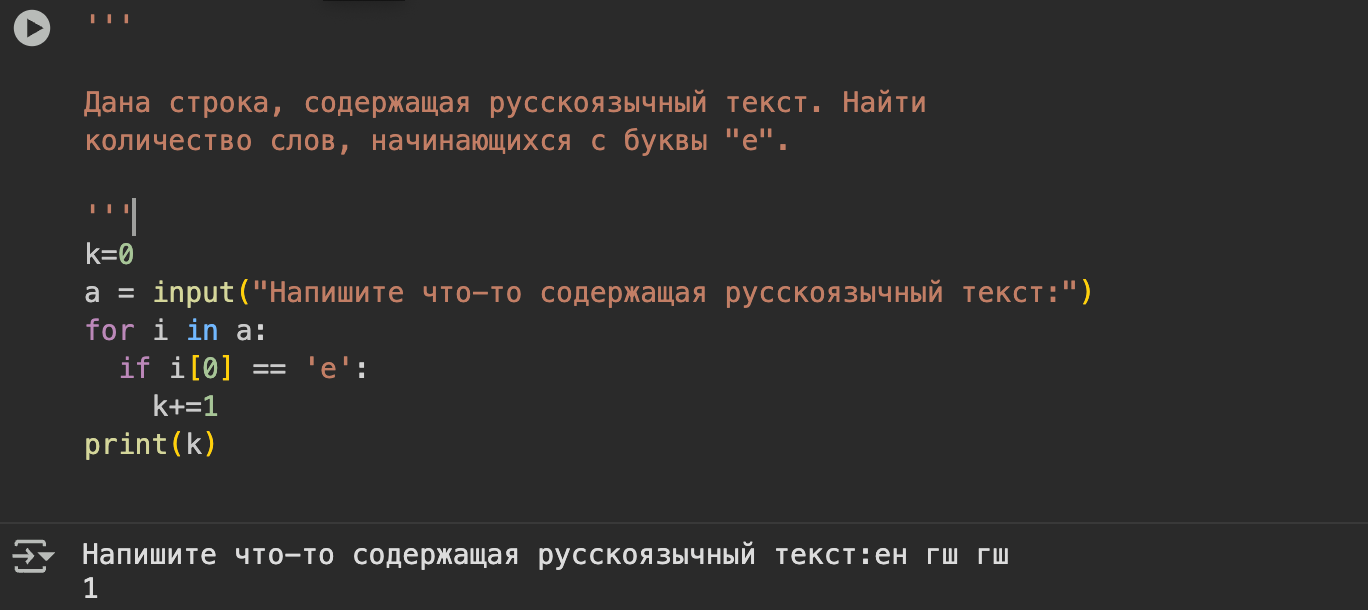 '''
Дана строка, содержащая русскоязычный текст. Найти
количество слов, начинающихся с буквы "е".
'''
k=0
a = input("Напишите что-то содержащая русскоязычный текст:")
for i in a:
  if i[0] == 'е':
    k+=1
print(k)
Напишите что-то содержащая русскоязычный текст:ен гш гш
1